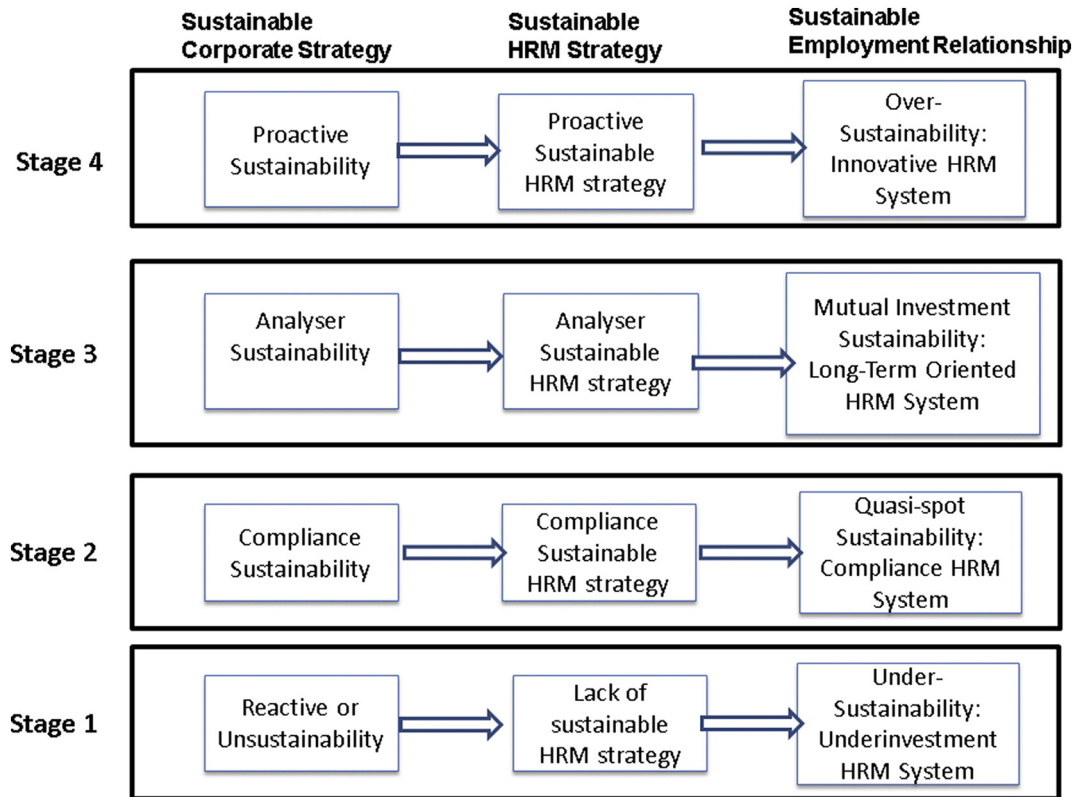 Sustainable
Corporate Strategy
Sustainable
HRM Strategy
Sustainable
Employment Relationship
Stage 4
Proactive
Sustainability
Proactive
Sustainable
HRM strategy
Over-
Sustainability:
Innovative HRM
System
Stage 3
Analyser
Sustainability
Analyser
Sustainable
HRM strategy
Mutual Investment
Sustainability:
Long-Term Oriented
HRM System
Stage 2
Compliance
Sustainability
Compliance
Sustainable
HRM strategy
Quasi-spot
Sustainability:
Compliance HRM
System
Stage 1
Reactive or
Unsustainability
Lack of
sustainable
HRM strategy
Under-
Sustainability:
Underinvestment
HRM System